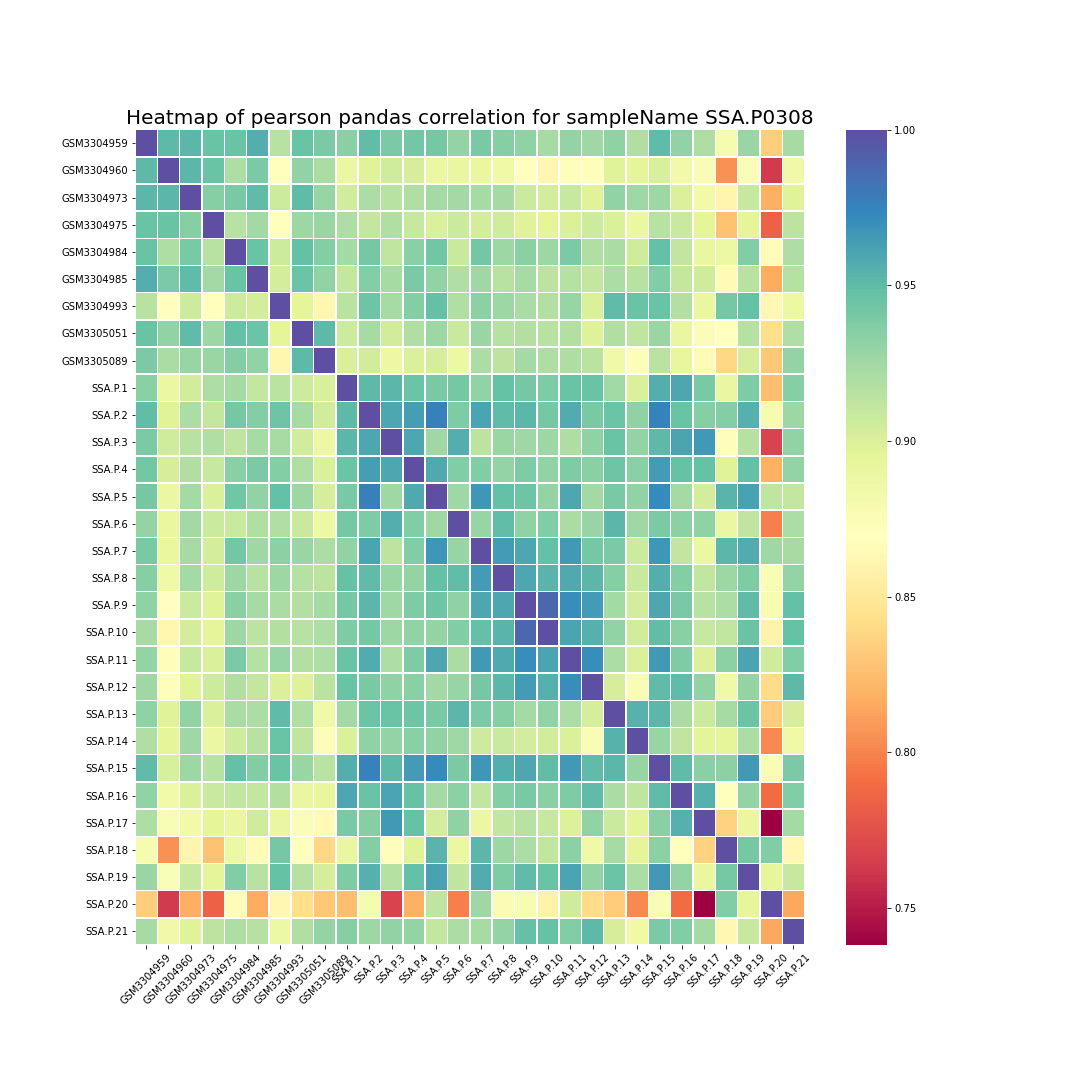 Heatmap of pearson pandas correlation for sampleName SSA.P0308
GSM3304959
GSM3304960
GSM3304973
GSM3304975
GSM3304984
GSM3304985
GSM3304993
GSM3305051
GSM3305089
SSA.P.1
SSA.P.2
SSA.P.3
SSA.P.4
SSA.P.5
SSA.P.6
SSA.P.7
SSA.P.8
SSA.P.9
SSA.P.10
SSA.P.11
SSA.P.12
SSA.P.13
SSA.P.14
SSA.P.15
SSA.P.16
SSA.P.17
SSA.P.18
SSA.P.19
SSA.P.20
SSA.P.21
GSM3304959
GSM3304960
GSM3304973
GSM3304975
GSM3304984
GSM3304985
GSM3304993
GSM3305051
GSM3305089
SSA.P.1
SSA.P.2
SSA.P.3
SSA.P.4
SSA.P.5
SSA.P.6
SSA.P.7
SSA.P.8
SSA.P.9
SSA.P.10
SSA.P.11
SSA.P.12
SSA.P.13
SSA.P.14
SSA.P.15
SSA.P.16
SSA.P.17
SSA.P.18
SSA.P.19
SSA.P.20
SSA.P.21
1.00
0.95
0.90
0.85
0.80
0.75